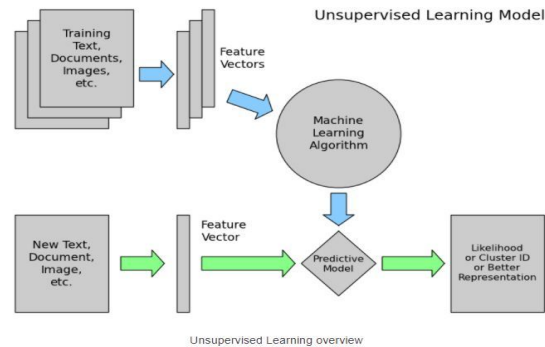 Unsupervised Learning Model
Training
Text,
Documents,
Images,
etc.
Feature
Vectors
Machine
Learning
Algorithm
New Text,
Document,
Image,
etc.
Feature
Vector
Predictive
Model
Likelihood
or Cluster ID
or Better
Representation
Unsupervised Learning overview